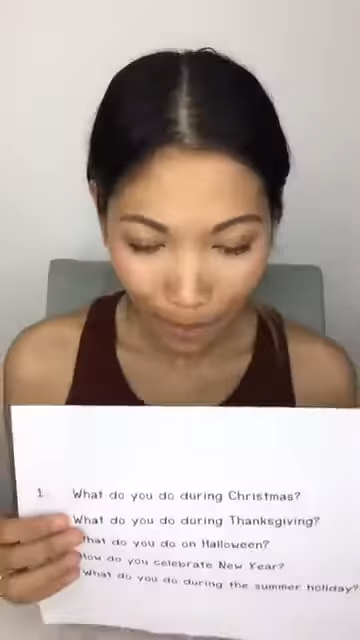 1 What do you do during Christmas?
What do you do during Thanksgiving?
What do you do on Halloween?
How do you celebrate New Year?
What do you do during the summer holiday?